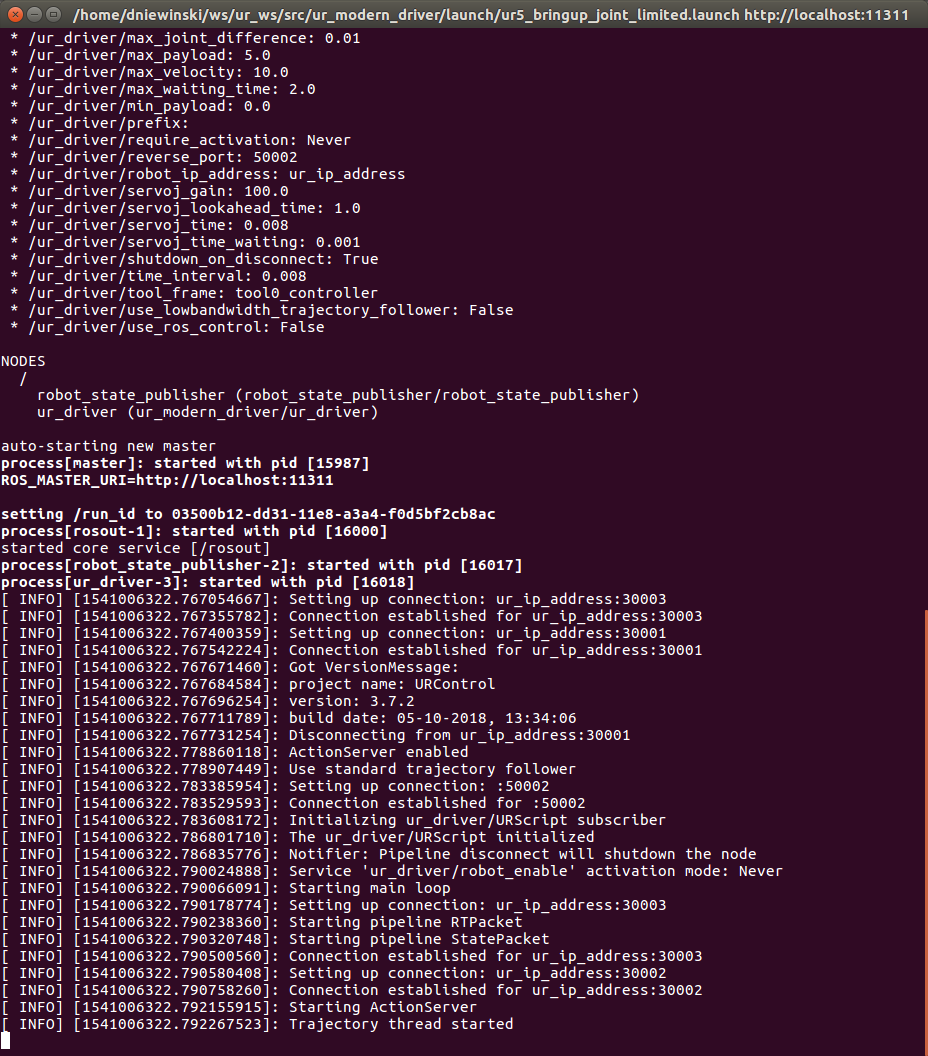 /home/dniewinski/ws/ur_ws/src/ur_modern_driver/launch/ur5_bringup_joint_limited.launch http://localhost:11311
* /ur_driver/max_joint_difference: 0.01
* /ur_driver/max_payload: 5.0
* /ur_driver/max_velocity: 10.0
* /ur_driver/max_waiting_time: 2.0
* /ur_driver/min_payload: 0.0
* /ur_driver/prefix:
* /ur_driver/require_activation: Never
* /ur_driver/reverse_port: 50002
* /ur_driver/robot_ip_address: ur_ip_address
* /ur_driver/servoj_gain: 100.0
* /ur_driver/servoj_lookahead_time: 1.0
* /ur_driver/servoj_time: 0.008
* /ur_driver/servoj_time_waiting: 0.001
* /ur_driver/shutdown_on_disconnect: True
* /ur_driver/time_interval: 0.008
* /ur_driver/tool_frame: tool0_controller
* /ur_driver/use_lowbandwidth_trajectory_follower: False
* /ur_driver/use_ros_control: False
NODES
/
robot_state_publisher (robot_state_publisher/robot_state_publisher)
ur_driver (ur_modern_driver/ur_driver)
auto-starting new master
process[master]: started with pid [15987]
ROS_MASTER_URI=http://localhost:11311
setting /run_id to 03500b12-dd31-11e8-a3a4-f0d5bf2cb8ac
process[rosout-1]: started with pid [16000]
started core service [/rosout]
process[robot_state_publisher-2]: started with pid [16017]
process[ur_driver-3]: started with pid [16018]
[ INFO] [1541006322.767054667]: Setting up connection: ur_ip_address:30003
[ INFO] [1541006322.767355782]: Connection established for ur_ip_address:30003
[ INFO] [1541006322.767400359]: Setting up connection: ur_ip_address:30001
[ INFO] [1541006322.767542224]: Connection established for ur_ip_address:30001
[ INFO] [1541006322.767671460]: Got VersionMessage:
[ INFO] [1541006322.767684584]: project name: URControl
[ INFO] [1541006322.767696254]: version: 3.7.2
[ INFO] [1541006322.767711789]: build date: 05-10-2018, 13:34:06
[ INFO] [1541006322.767731254]: Disconnecting from ur_ip_address:30001
[ INFO] [1541006322.778860118]: ActionServer enabled
[ INFO] [1541006322.778907449]: Use standard trajectory follower
[ INFO] [1541006322.783385954]: Setting up connection: :50002
[ INFO] [1541006322.783529593]: Connection established for :50002
[ INFO] [1541006322.783608172]: Initializing ur_driver/URScript subscriber
[ INFO] [1541006322.786801710]: The ur_driver/URScript initialized
[ INFO] [1541006322.786835776]: Notifier: Pipeline disconnect will shutdown the node
[ INFO] [1541006322.790024888]: Service 'ur_driver/robot_enable' activation mode: Never
[ INFO] [1541006322.790066091]: Starting main loop
[ INFO] [1541006322.790178774]: Setting up connection: ur_ip_address:30003
[ INFO] [1541006322.790238360]: Starting pipeline RTPacket
[ INFO] [1541006322.790320748]: Starting pipeline StatePacket
[ INFO] [1541006322.790500560]: Connection established for ur_ip_address:30003
[ INFO] [1541006322.790580408]: Setting up connection: ur_ip_address:30002
[ INFO] [1541006322.790758260]: Connection established for ur_ip_address:30002
[ INFO] [1541006322.792155915]: Starting ActionServer
[ INFO] [1541006322.792267523]: Trajectory thread started